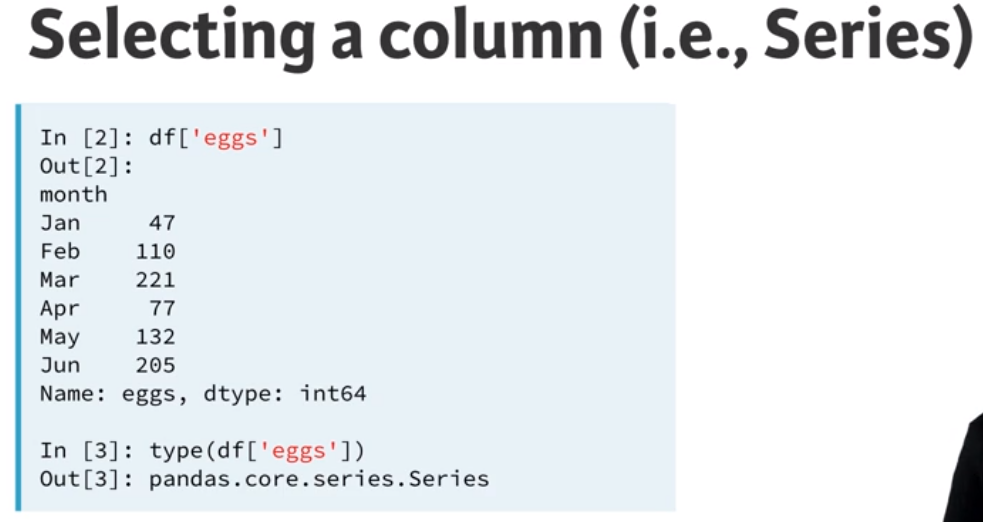 Selecting a column (i.e., Series)
In [2]: df['eggs']
Out[2]:
month
Jan     47
Feb    110
Mar    221
Apr     77
May    132
Jun    205
Name: eggs, dtype: int64
In [3]: type(df['eggs'])
Out[3]: pandas.core.series.Series